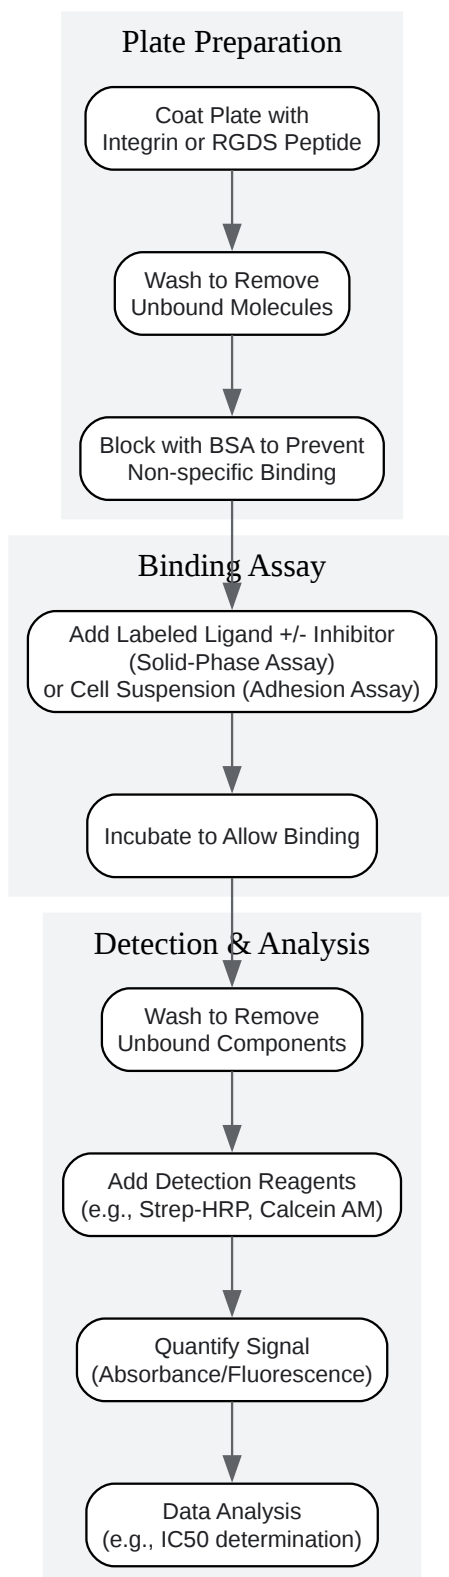 Plate Preparation
Coat Plate with
Integrin or RGDS Peptide
Wash to Remove
Unbound Molecules
Block with BSA to Prevent
Non-specific Binding
Binding Assay
Add Labeled Ligand +/- Inhibitor
(Solid-Phase Assay)
or Cell Suspension (Adhesion Assay)
Incubate to Allow Binding
Detection & Analysis
Wash to Remove
Unbound Components
Add Detection Reagents
(e.g., Strep-HRP, Calcein AM)
Quantify Signal
(Absorbance/Fluorescence)
Data Analysis
(e.g., IC50 determination)